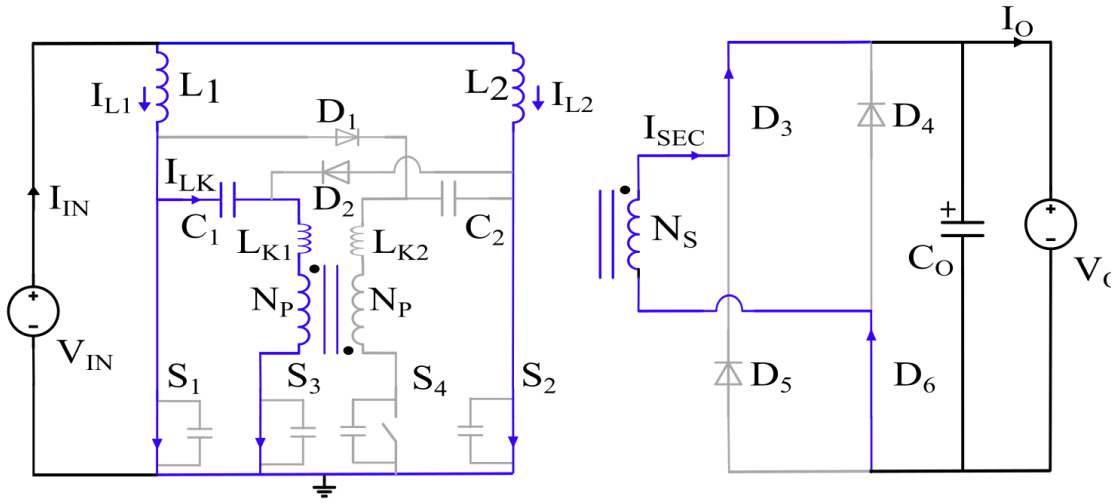 I_O
L1
L2
I_L1
I_L2
D_1
D_3
D_4
I_SEC
I_LK
D_2
I_IN
C_1
C_2
+
N_S
L_K1
L_K2
C_O
V_O
N_P
N_P
V_IN
S_1
S_3
S_4
S_2
D_5
D_6